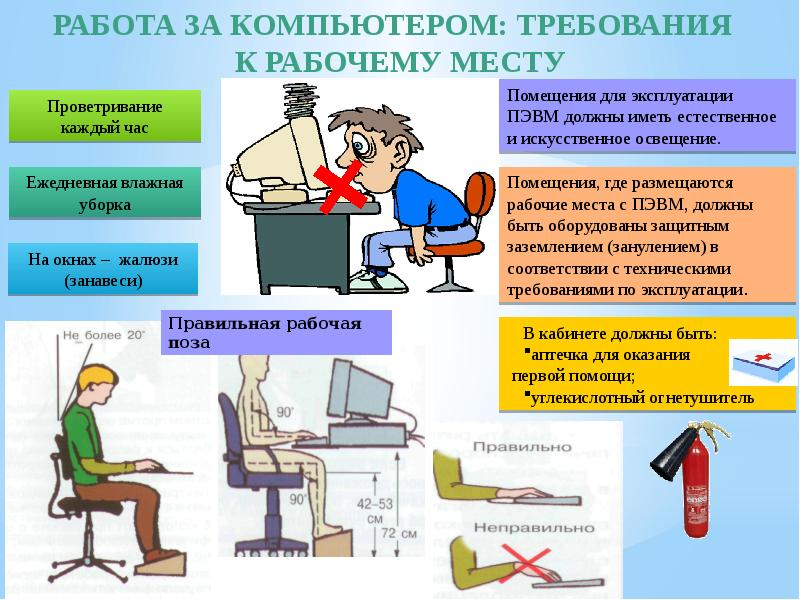 РАБОТА ЗА КОМПЬЮТЕРОМ: ТРЕБОВАНИЯ
К РАБОЧЕМУ МЕСТУ
Проветривание
каждый час
Ежедневная влажная
уборка
На окнах – жалюзи
(занавеси)
Помещения для эксплуатации
ПЭВМ должны иметь естественное
и искусственное освещение.
Помещения, где размещаются
рабочие места с ПЭВМ, должны
быть оборудованы защитным
заземлением (занулением) в
соответствии с техническими
требованиями по эксплуатации.
В кабинете должны быть:
▪аптечка для оказания
первой помощи;
▪углекислотный огнетушитель
Правильная рабочая
поза
Не более 20°
90°
90°
42–53
см
72 см
Правильно
Неправильно